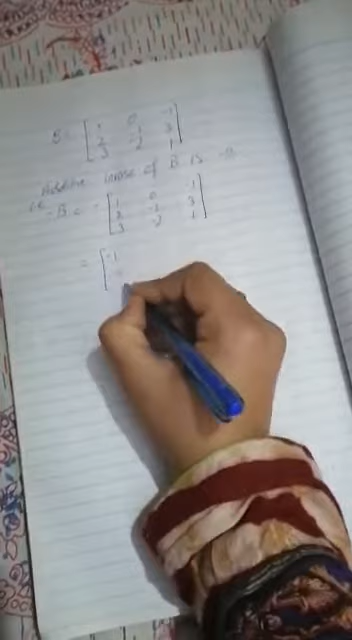 B = [ 1 0 -1
2 -1 3
3 -2 1 ]
Additive inverse of B is -B
i.e -B = - [ 1 0 1
2 -1 3
3 -2 1 ]
= [ -1